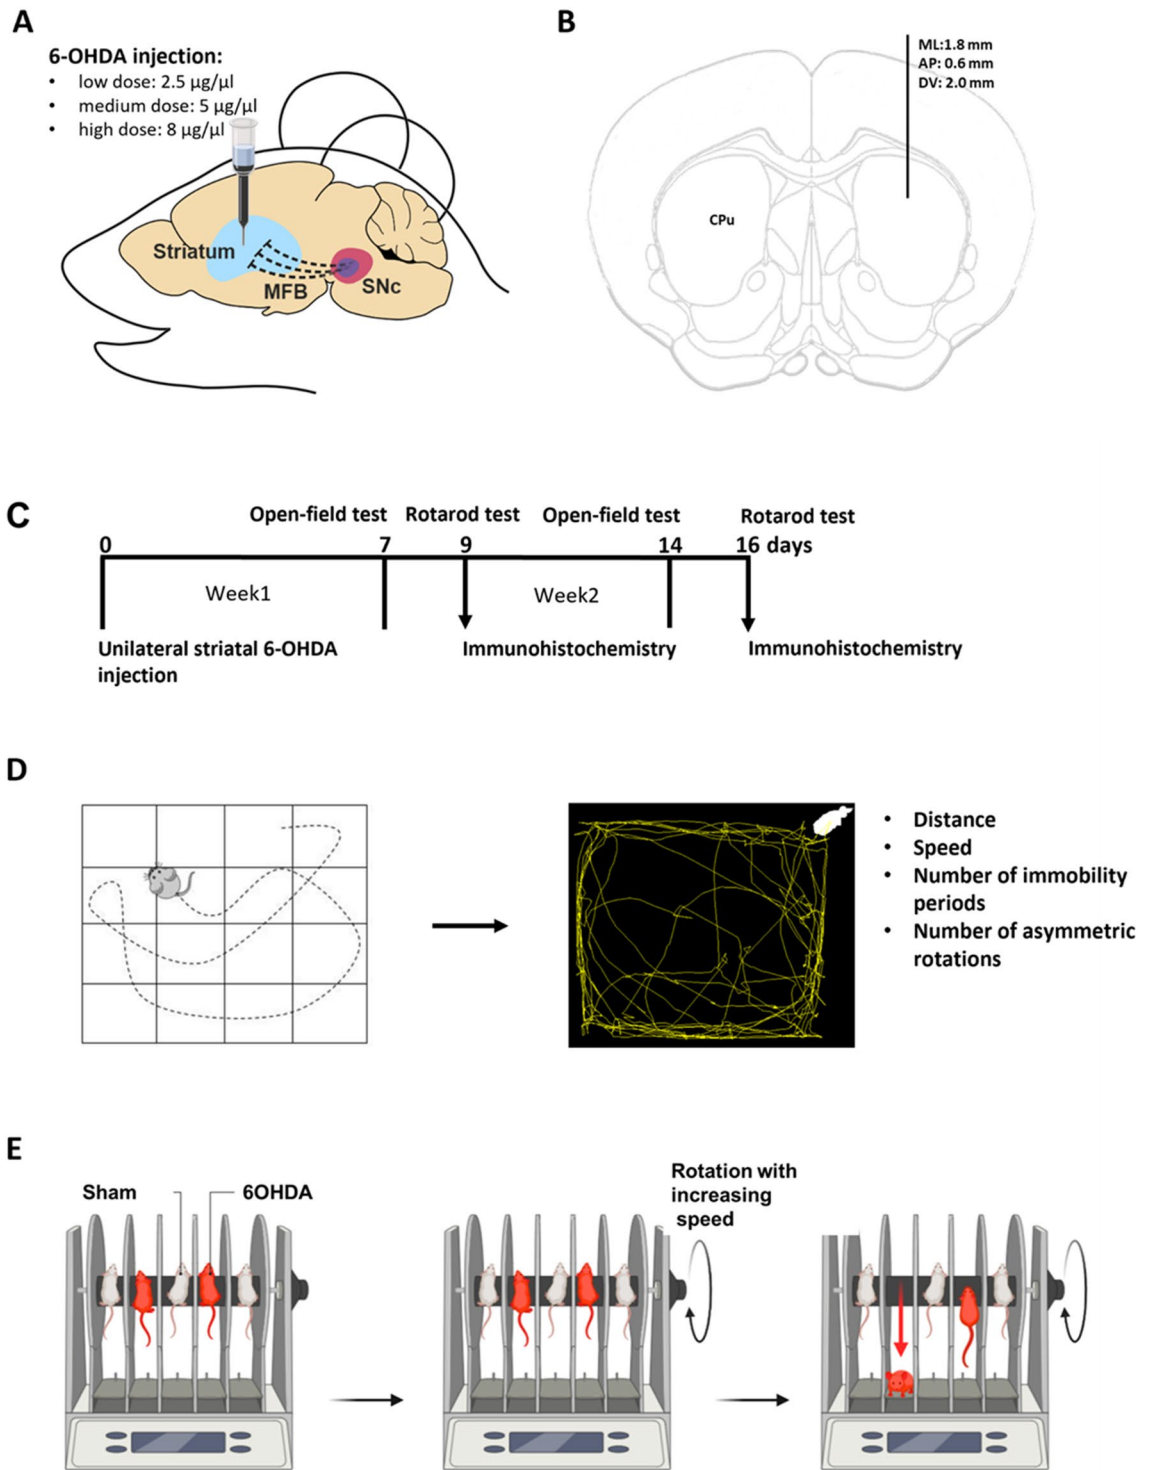 A
6-OHDA injection:
• low dose: 2.5 µg/µl
• medium dose: 5 µg/µl
• high dose: 8 µg/µl
Striatum
MFB
SNc
B
ML:1.8 mm
AP: 0.6 mm
DV: 2.0 mm
CPu
C
Open-field test Rotarod test Open-field test Rotarod test
0 7 9 14 16 days
Week1 Week2
Unilateral striatal 6-OHDA
injection
Immunohistochemistry
Immunohistochemistry
D
• Distance
• Speed
• Number of immobility
periods
• Number of asymmetric
rotations
E
Sham 6OHDA
Rotation with
increasing
speed